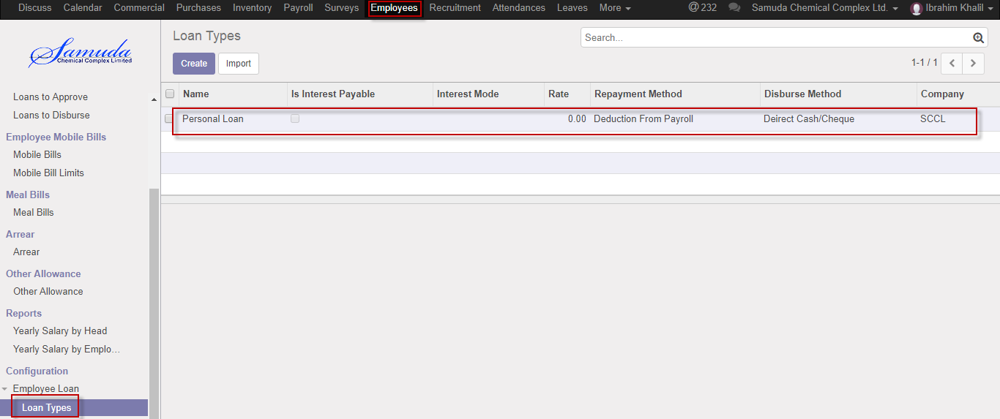 Discuss Calendar Commercial Purchases Inventory Payroll Surveys Employees Recruitment Attendances Leaves More @ 232 Samuda Chemical Complex Ltd. Ibrahim Khalil
Samuda
Chemical Complex Limited
Loans to Approve
Loans to Disburse
Employee Mobile Bills
Mobile Bills
Mobile Bill Limits
Meal Bills
Meal Bills
Arrear
Arrear
Other Allowance
Other Allowance
Reports
Yearly Salary by Head
Yearly Salary by Emplo…
Configuration
Employee Loan
Loan Types
Loan Types
Search...
Create Import
1-1 / 1
Name Is Interest Payable Interest Mode Rate Repayment Method Disburse Method Company
Personal Loan 0.00 Deduction From Payroll Deirect Cash/Cheque SCCL